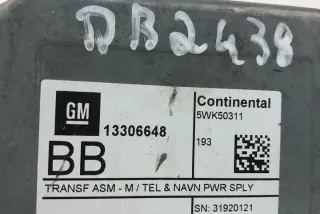 DB2438
GM
Continental
13306648
5WK50311
BB
193
TRANSF ASM - M / TEL & NAVN PWR SPLY
SN: 31920121